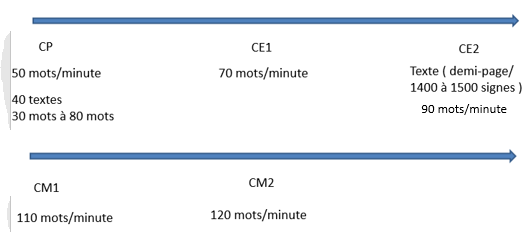 CP
CE1
CE2
50 mots/minute
70 mots/minute
Texte ( demi-page/
1400 à 1500 signes )
40 textes
30 mots à 80 mots
90 mots/minute
CM1
CM2
110 mots/minute
120 mots/minute